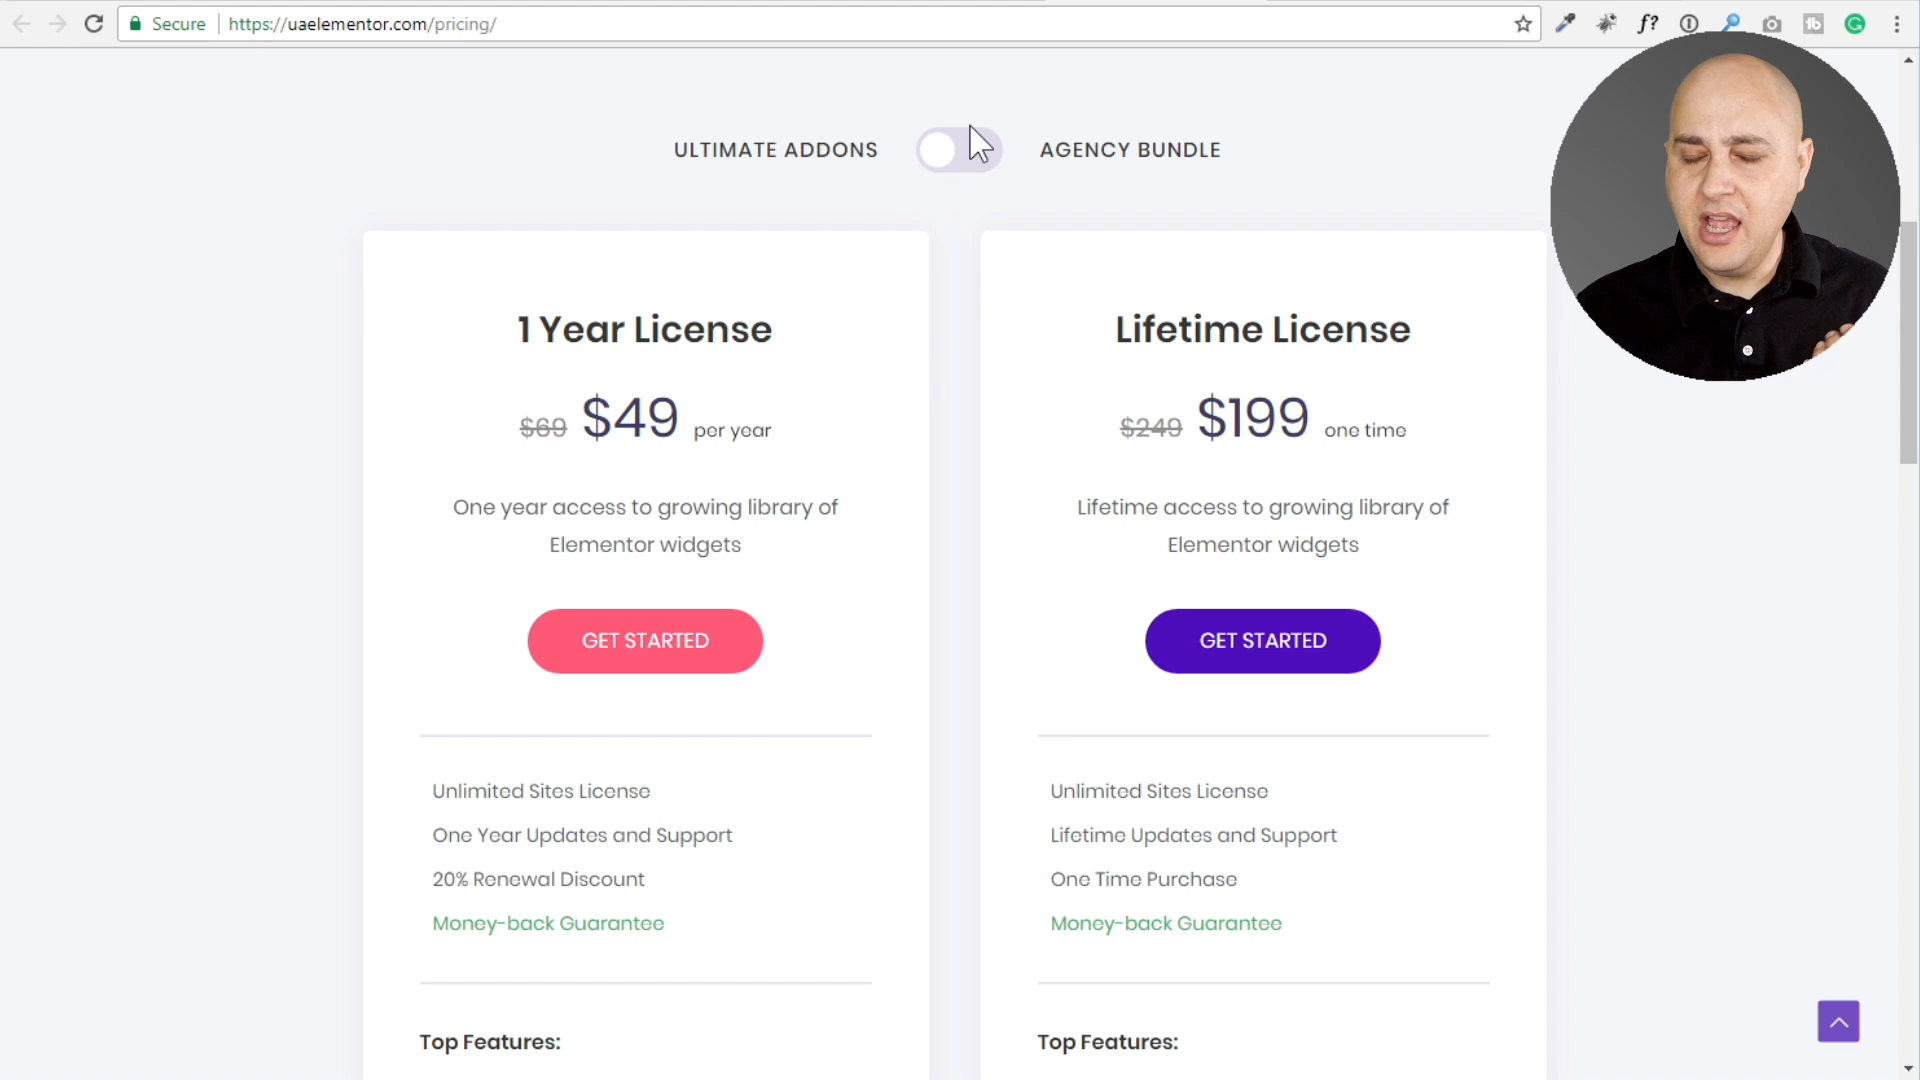 Secure
https://uaelementor.com/pricing/
f?
ULTIMATE ADDONS
AGENCY BUNDLE
1 Year License
$69 $49 per year
One year access to growing library of
Elementor widgets
GET STARTED
Unlimited Sites License
One Year Updates and Support
20% Renewal Discount
Money-back Guarantee
Top Features:
Lifetime License
$249 $199 one time
Lifetime access to growing library of
Elementor widgets
GET STARTED
Unlimited Sites License
Lifetime Updates and Support
One Time Purchase
Money-back Guarantee
Top Features: